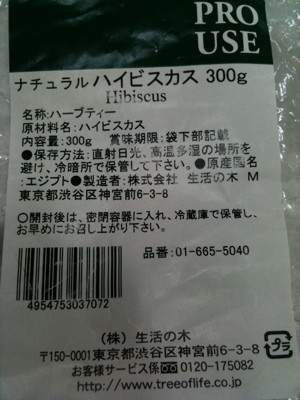 PRO
USE
ナチュラル ハイビスカス 300g
Hibiscus
名称:ハーブティー
原材料名:ハイビスカス
内容量:300g 賞味期限:袋下部記載
●保存方法:直射日光、高温多湿の場所を
避け、冷暗所で保管して下さい。●原産国名
:エジプト●製造者:株式会社 生活の木 M
東京都渋谷区神宮前6-3-8
○開封後は、密閉容器に入れ、冷蔵庫で保管し、
お早めにお召し上がり下さい。
品番:01-665-5040
4954753037072
(株) 生活の木
〒150-0001東京都渋谷区神宮前6-3-8
お客様サービス係 0120-175082
http://www.treeoflife.co.jp
プラ